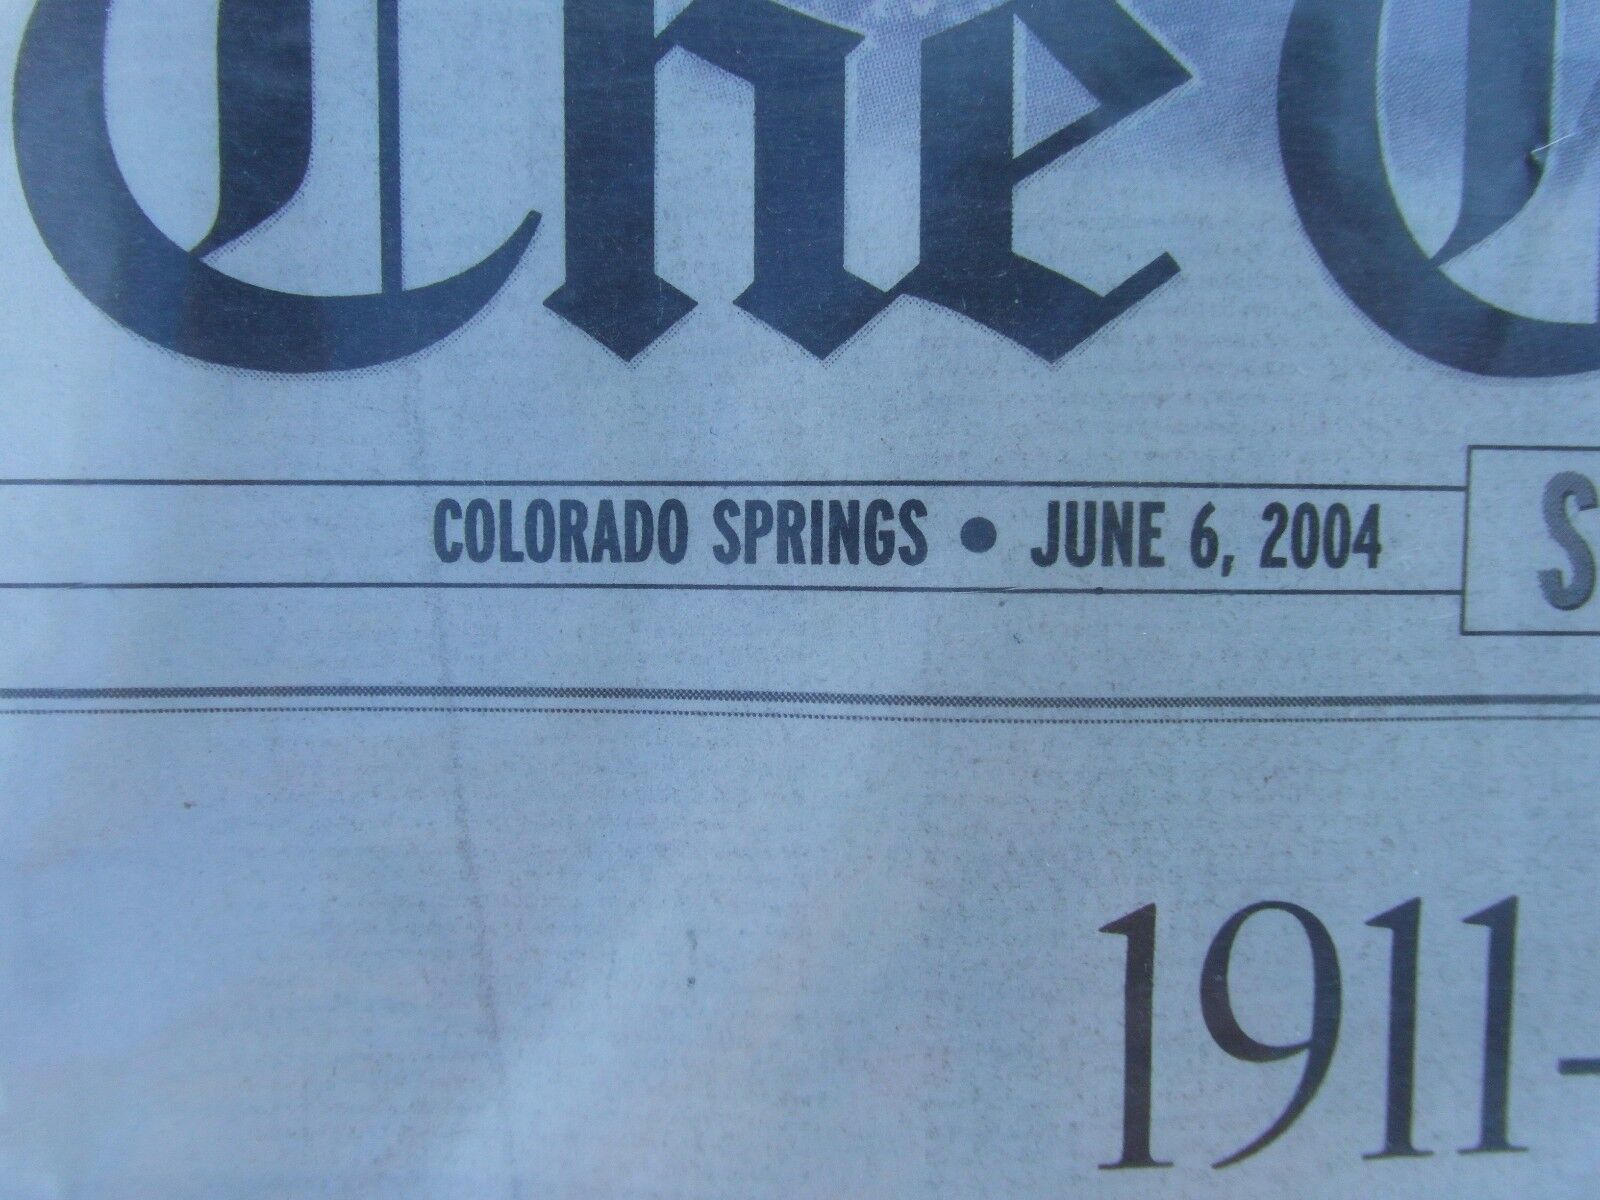 The
COLORADO SPRINGS • JUNE 6, 2004
1911-